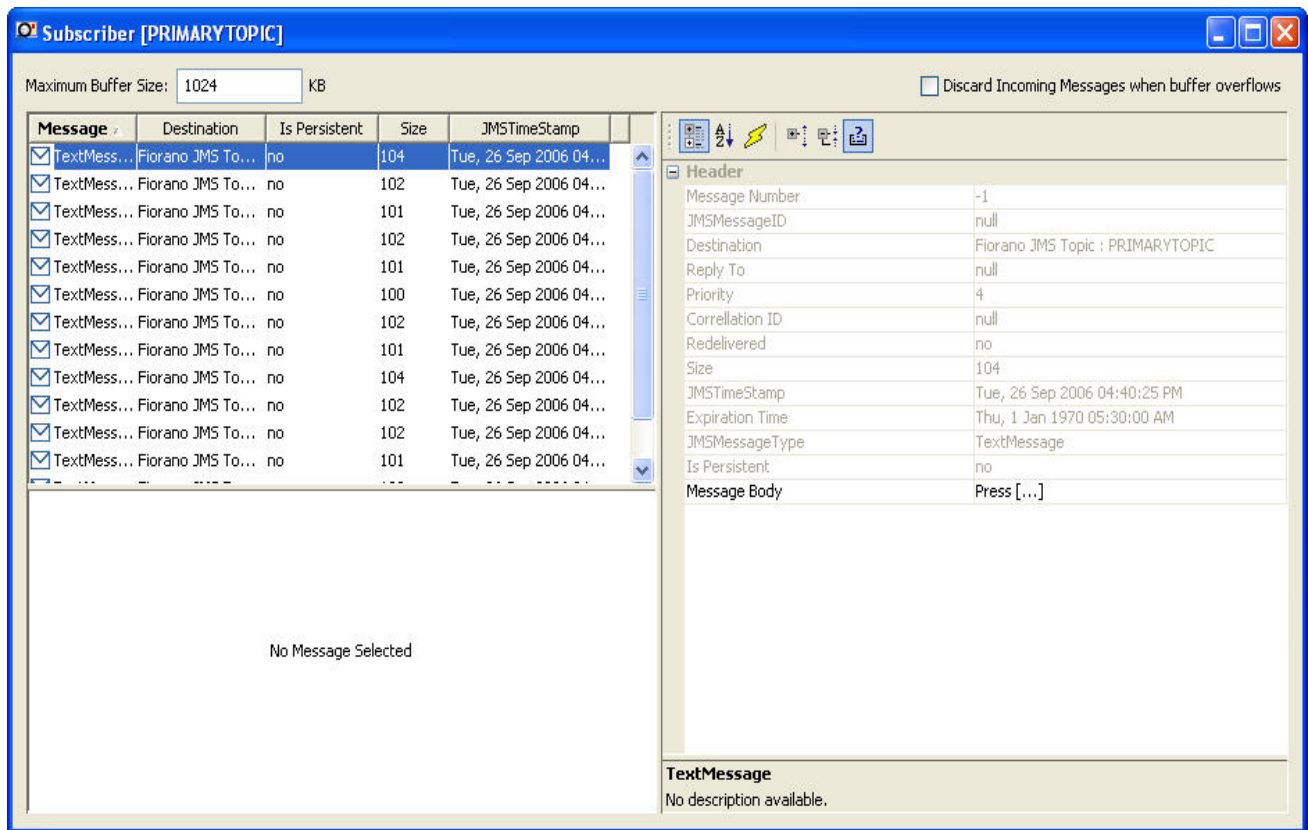 Subscriber [PRIMARYTOPIC]
Maximum Buffer Size: 1024 KB
Discard Incoming Messages when buffer overflows
Message Destination Is Persistent Size JMSTimeStamp
TextMess... Fiorano JMS To... no 104 Tue, 26 Sep 2006 04...
TextMess... Fiorano JMS To... no 102 Tue, 26 Sep 2006 04...
TextMess... Fiorano JMS To... no 101 Tue, 26 Sep 2006 04...
TextMess... Fiorano JMS To... no 102 Tue, 26 Sep 2006 04...
TextMess... Fiorano JMS To... no 101 Tue, 26 Sep 2006 04...
TextMess... Fiorano JMS To... no 100 Tue, 26 Sep 2006 04...
TextMess... Fiorano JMS To... no 102 Tue, 26 Sep 2006 04...
TextMess... Fiorano JMS To... no 101 Tue, 26 Sep 2006 04...
TextMess... Fiorano JMS To... no 104 Tue, 26 Sep 2006 04...
TextMess... Fiorano JMS To... no 102 Tue, 26 Sep 2006 04...
TextMess... Fiorano JMS To... no 102 Tue, 26 Sep 2006 04...
TextMess... Fiorano JMS To... no 101 Tue, 26 Sep 2006 04...
No Message Selected
Header
Message Number -1
JMSMessageID null
Destination Fiorano JMS Topic : PRIMARYTOPIC
Reply To null
Priority 4
Correllation ID null
Redelivered no
Size 104
JMSTimeStamp Tue, 26 Sep 2006 04:40:25 PM
Expiration Time Thu, 1 Jan 1970 05:30:00 AM
JMSMessageType TextMessage
Is Persistent no
Message Body Press [...]
TextMessage
No description available.